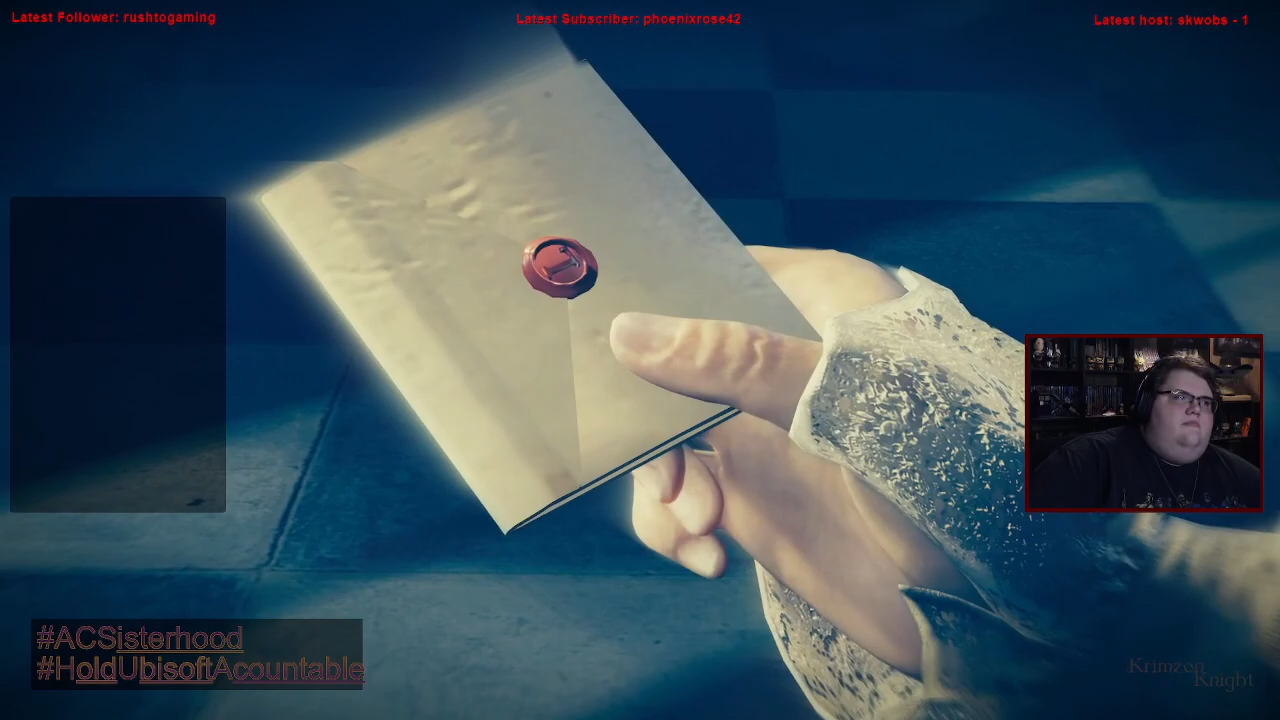 Latest Follower: rushtogaming
Latest Subscriber: phoenixrose42
Latest host: skwobs - 1
#ACSisterhood
#HoldUbisoftAcountable
Krimzon
Knight